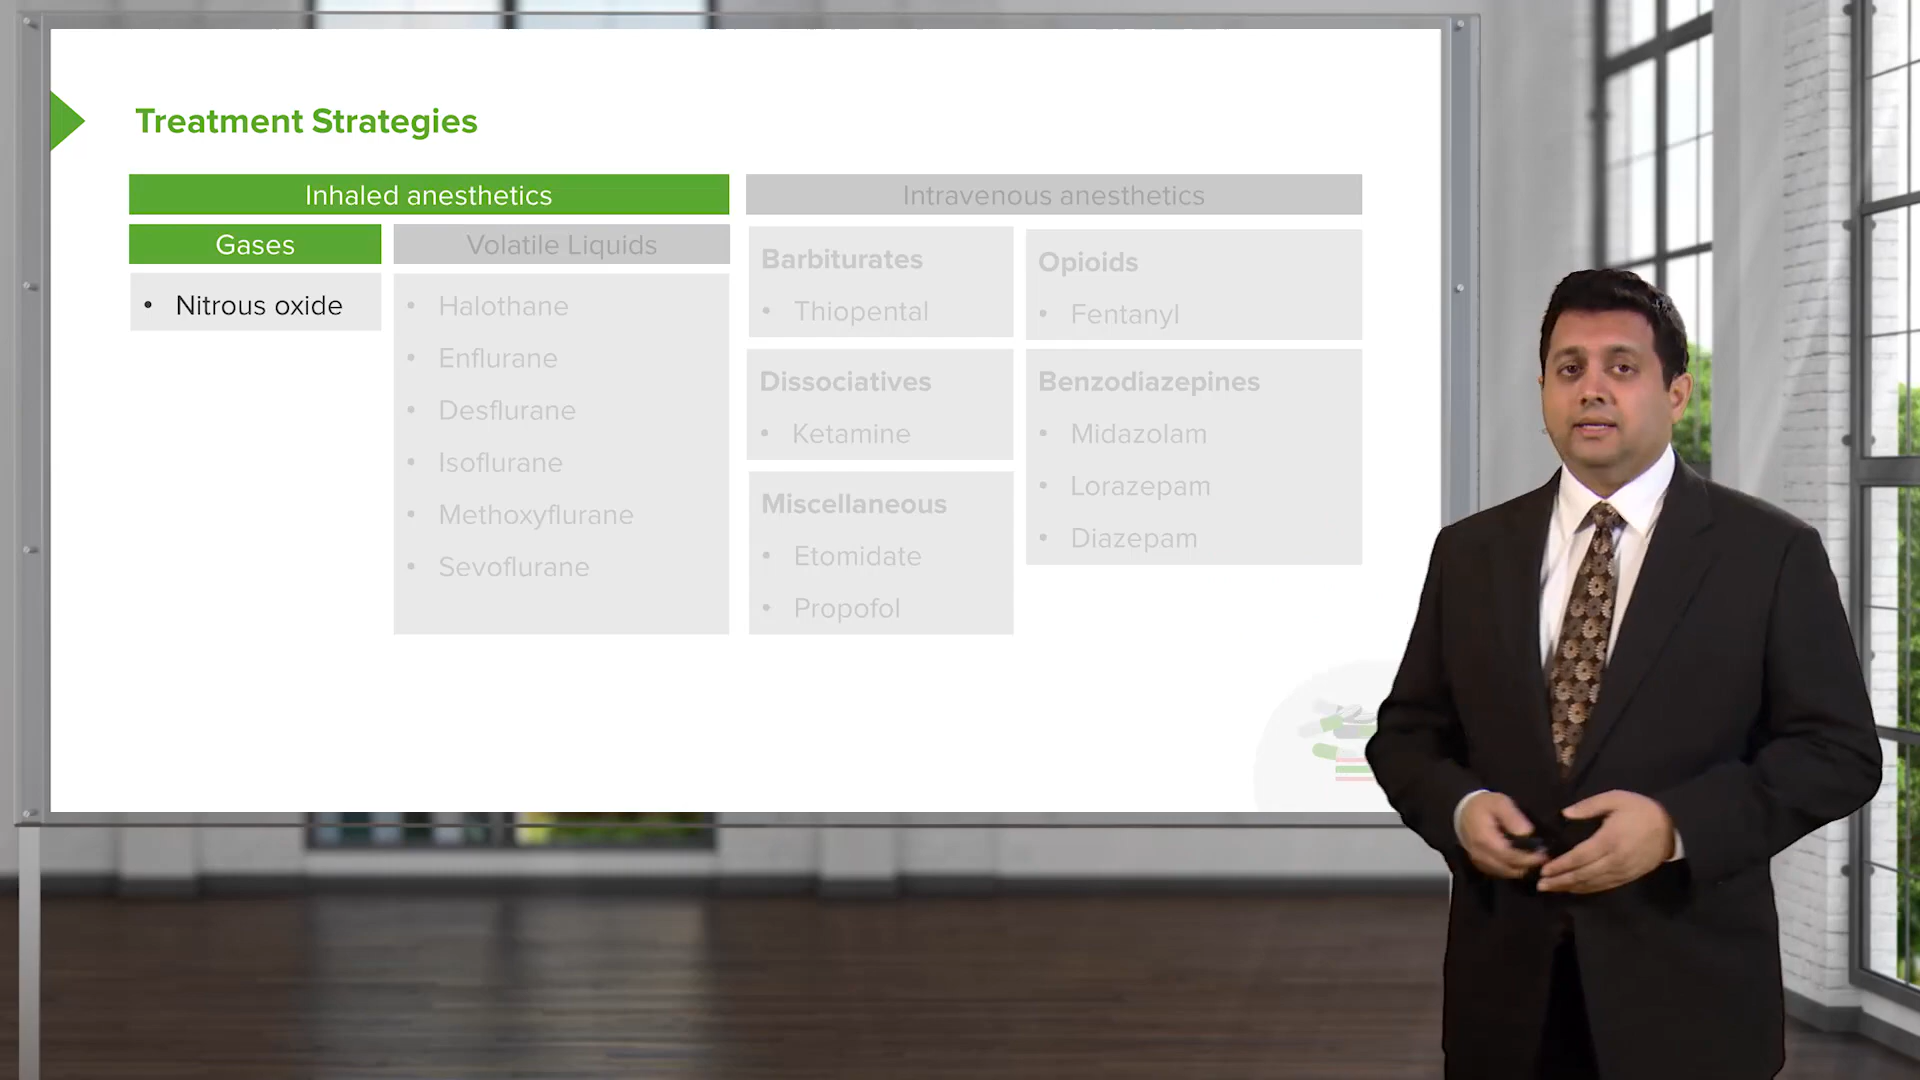 Treatment Strategies
Inhaled anesthetics
Gases
• Nitrous oxide
Volatile Liquids
• Halothane
• Enflurane
• Desflurane
• Isoflurane
• Methoxyflurane
• Sevoflurane
Intravenous anesthetics
Barbiturates
• Thiopental
Dissociatives
• Ketamine
Miscellaneous
• Etomidate
• Propofol
Opioids
• Fentanyl
Benzodiazepines
• Midazolam
• Lorazepam
• Diazepam